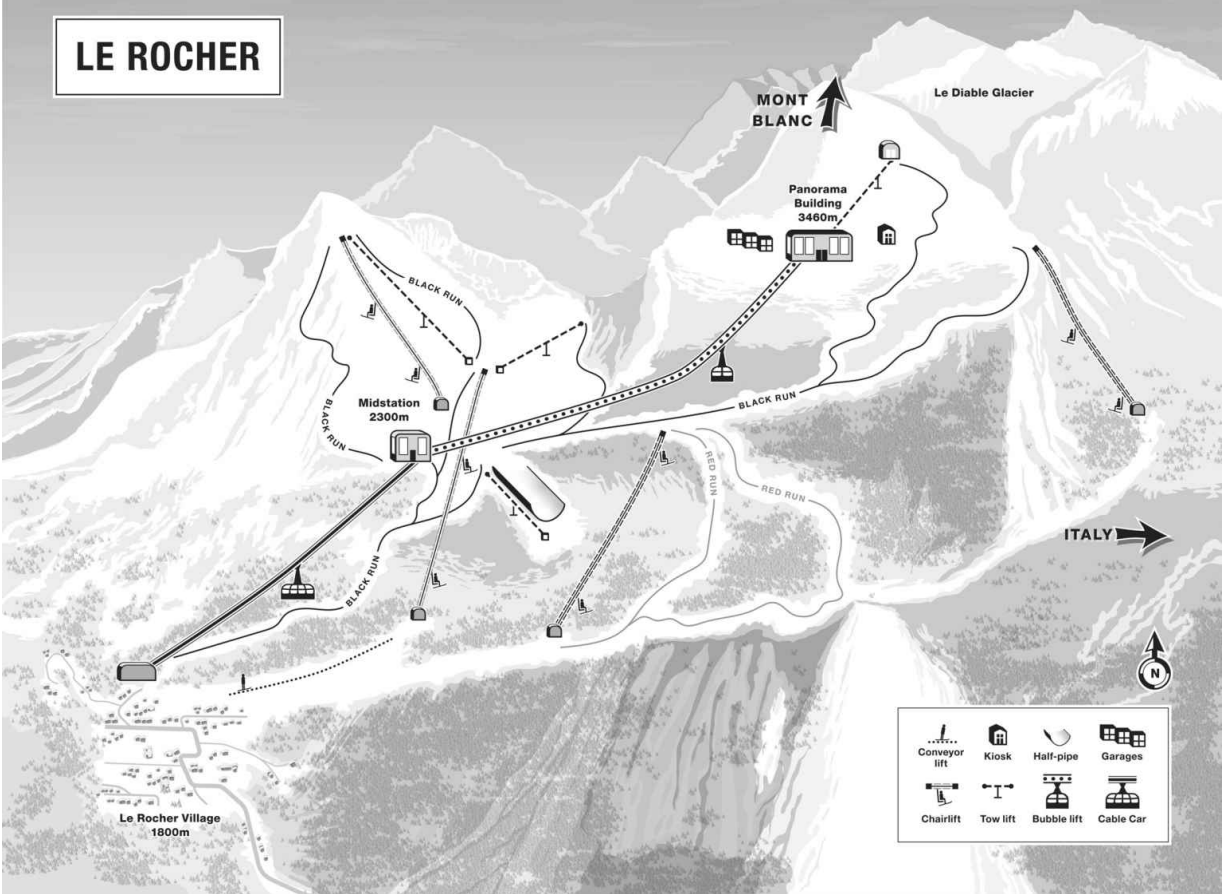 LE ROCHER
MONT
BLANC
Le Diable Glacier
Panorama
Building
3460m
BLACK RUN
Midstation
2300m
BLACK RUN
BLACK RUN
RED RUN
RED RUN
ITALY
BLACK RUN
N
Conveyor
lift
Kiosk
Half-pipe
Garages
Chairlift
Tow lift
Bubble lift
Cable Car
Le Rocher Village
1800m